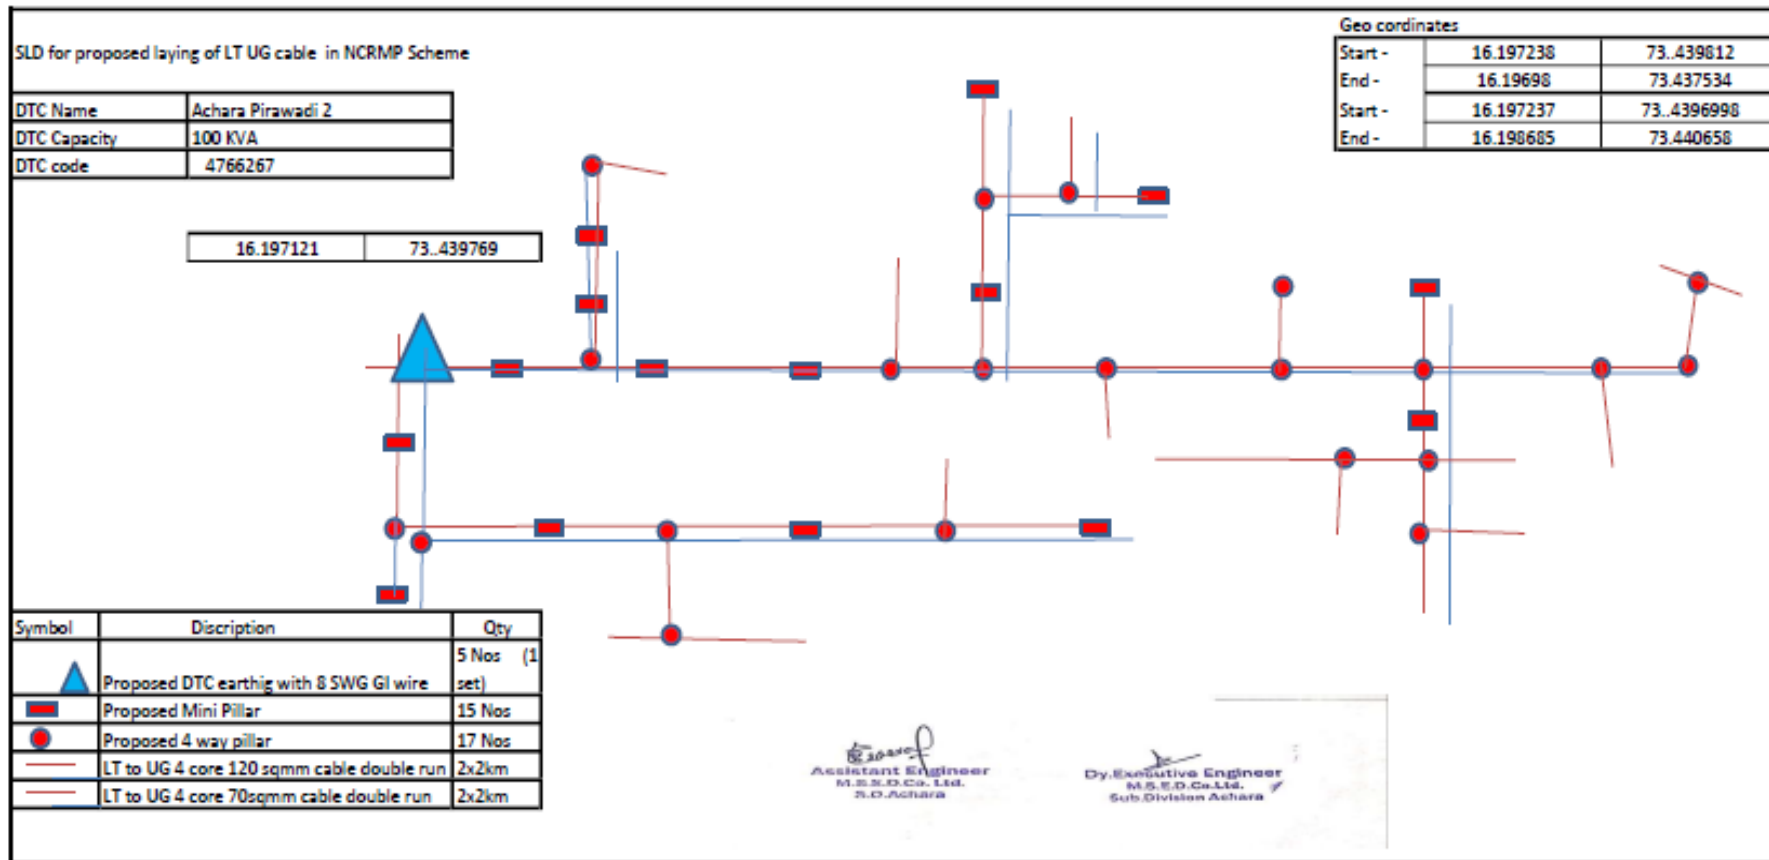 SLD for proposed laying of LT UG cable in NCRMP Scheme
Geo cordinates
Start - 16.197238 73..439812
End - 16.19698 73.437534
Start - 16.197237 73..4396998
End - 16.198685 73.440658
DTC Name Achara Pirawadi 2
DTC Capacity 100 KVA
DTC code 4766267
16.197121 73..439769
Symbol Discription Qty
Proposed DTC earthig with 8 SWG GI wire 5 Nos (1 set)
Proposed Mini Pillar 15 Nos
Proposed 4 way pillar 17 Nos
LT to UG 4 core 120 sqmm cable double run 2x2km
LT to UG 4 core 70sqmm cable double run 2x2km
Assistant Engineer
M.S.E.D.Co. Ltd.
S.D.Achara
Dy.Executive Engineer
M.S.E.D.Co.Ltd.
Sub.Division Achara